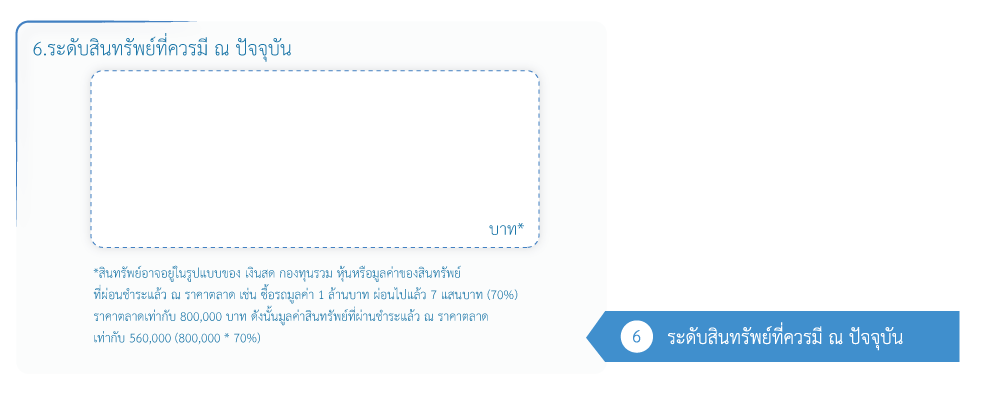 6.ระดับสินทรัพย์ที่ควรมี ณ ปัจจุบัน
บาท*
*สินทรัพย์อาจอยู่ในรูปแบบของ เงินสด กองทุนรวม หุ้นหรือมูลค่าของสินทรัพย์
ที่ผ่อนชำระแล้ว ณ ราคาตลาด เช่น ซื้อรถมูลค่า 1 ล้านบาท ผ่อนไปแล้ว 7 แสนบาท (70%)
ราคาตลาดเท่ากับ 800,000 บาท ดังนั้นมูลค่าสินทรัพย์ที่ผ่านชำระแล้ว ณ ราคาตลาด
เท่ากับ 560,000 (800,000 * 70%)
6 ระดับสินทรัพย์ที่ควรมี ณ ปัจจุบัน